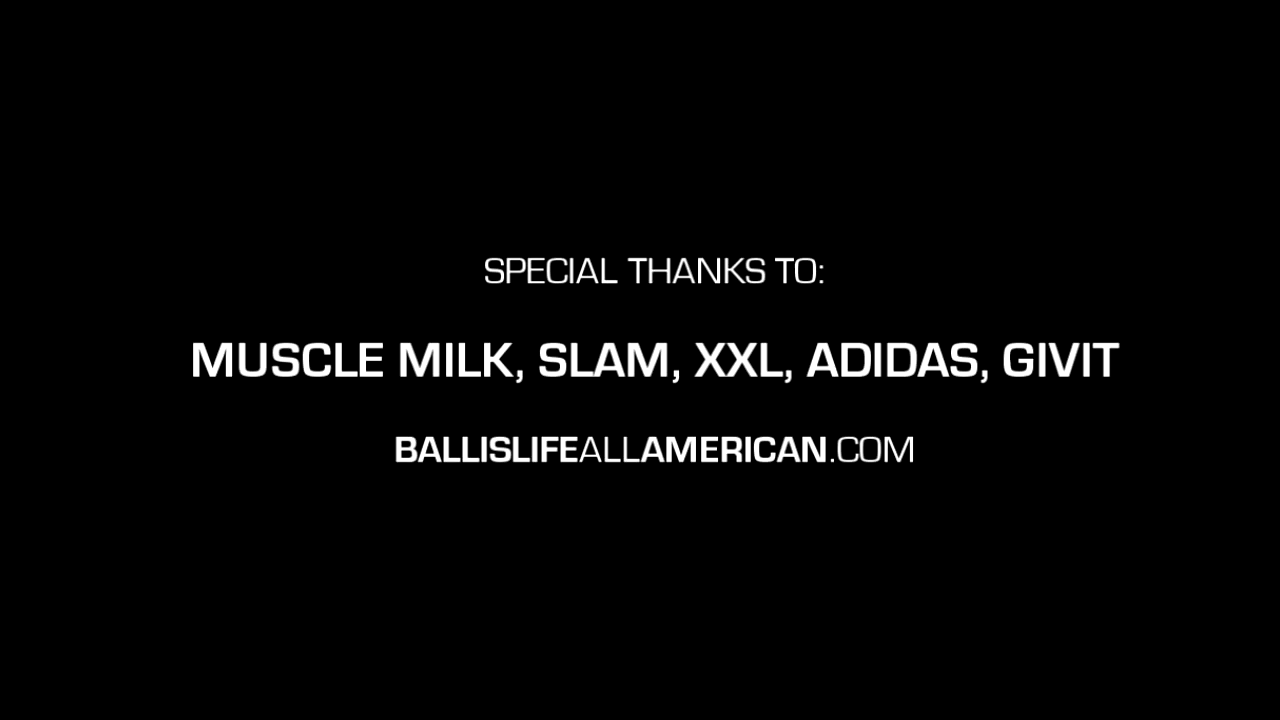 SPECIAL THANKS TO:
MUSCLE MILK, SLAM, XXL, ADIDAS, GIVIT
BALLISLIFEALLAMERICAN.COM